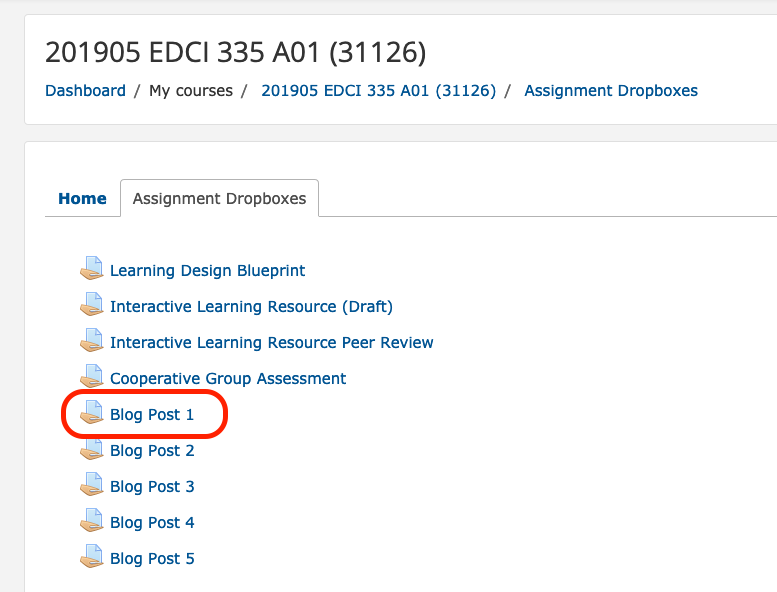 201905 EDCI 335 A01 (31126)
Dashboard / My courses / 201905 EDCI 335 A01 (31126) / Assignment Dropboxes
Home Assignment Dropboxes
Learning Design Blueprint
Interactive Learning Resource (Draft)
Interactive Learning Resource Peer Review
Cooperative Group Assessment
Blog Post 1
Blog Post 2
Blog Post 3
Blog Post 4
Blog Post 5